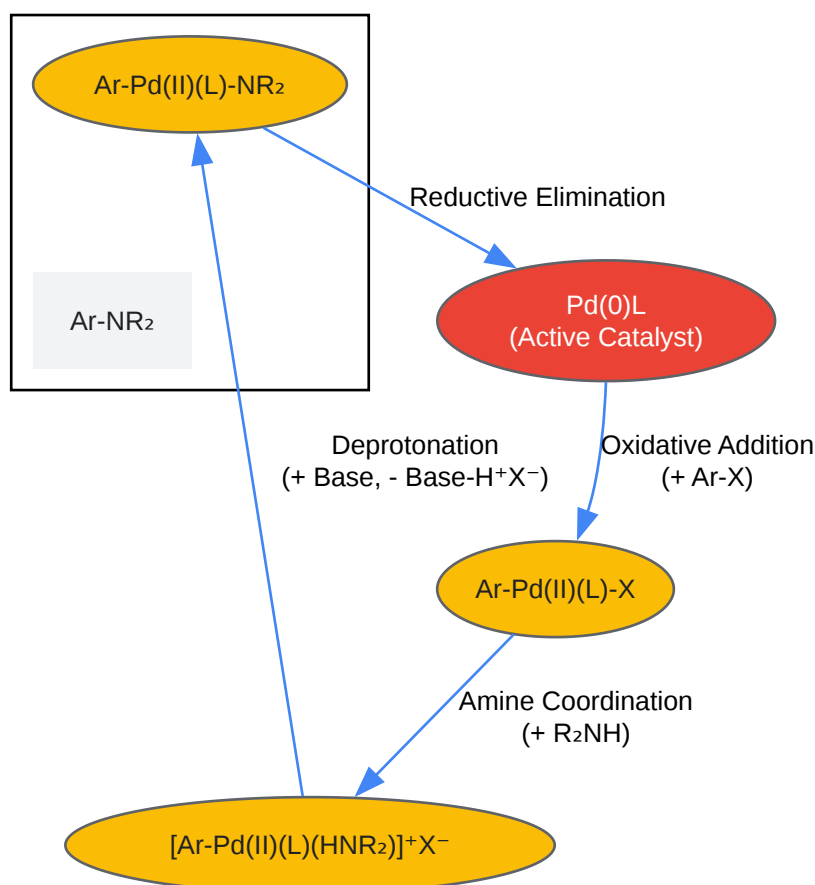 Ar-Pd(II)(L)-NR₂
Reductive Elimination
Pd(0)L
(Active Catalyst)
Ar-NR₂
Deprotonation
(+ Base, - Base-H⁺X⁻)
Oxidative Addition
(+ Ar-X)
Ar-Pd(II)(L)-X
Amine Coordination
(+ R₂NH)
[Ar-Pd(II)(L)(HNR₂)]⁺X⁻